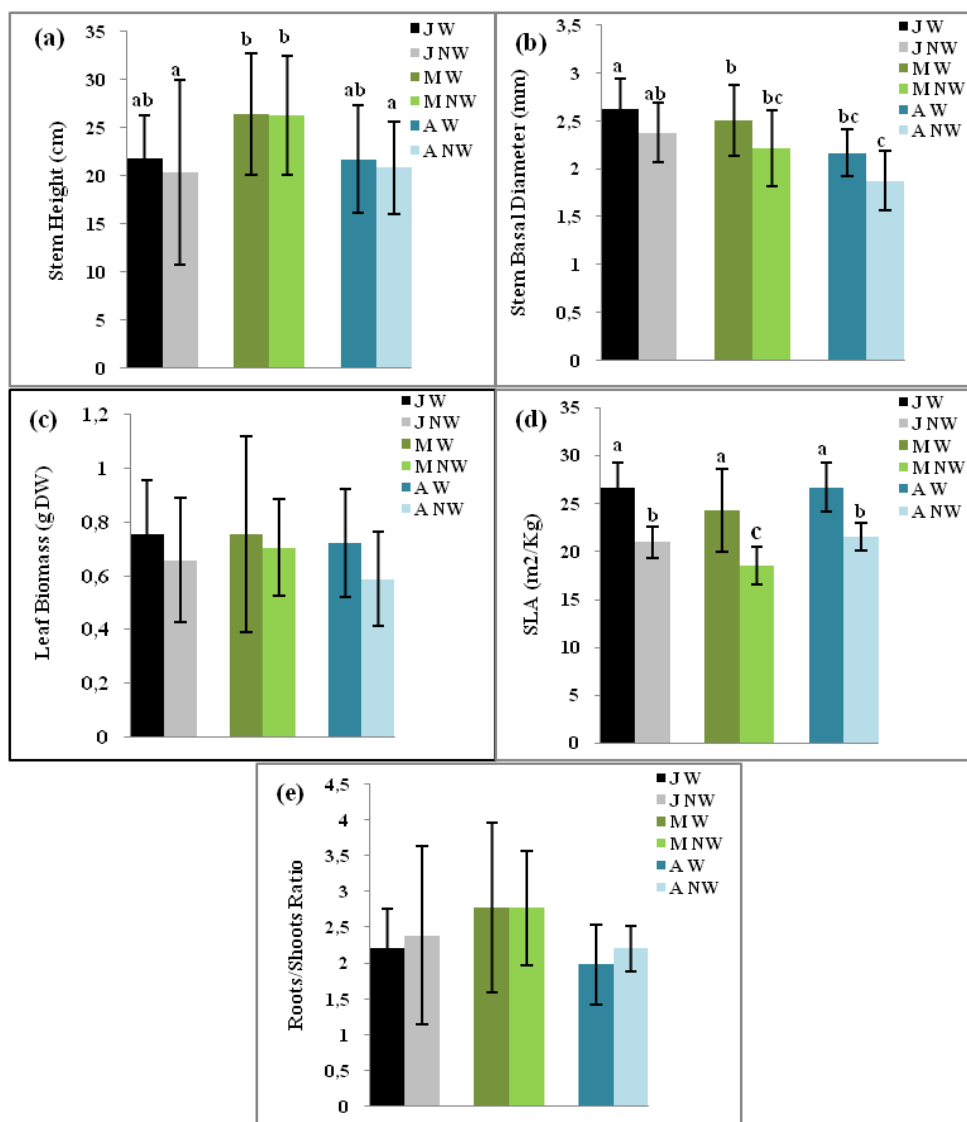 (a)
Stem Height (cm)
35
30
25
20
15
10
5
0
ab
a
b
b
ab
a
J W
J NW
M W
M NW
A W
A NW
(b)
Stem Basal Diameter (mm)
3,5
3
2,5
2
1,5
1
0,5
0
a
ab
b
bc
bc
c
J W
J NW
M W
M NW
A W
A NW
(c)
Leaf Biomass (g DW)
1,2
1
0,8
0,6
0,4
0,2
0
J W
J NW
M W
M NW
A W
A NW
(d)
SLA (m2/Kg)
35
30
25
20
15
10
5
0
a
b
a
c
a
b
J W
J NW
M W
M NW
A W
A NW
(e)
Roots/Shoots Ratio
4,5
4
3,5
3
2,5
2
1,5
1
0,5
0
J W
J NW
M W
M NW
A W
A NW